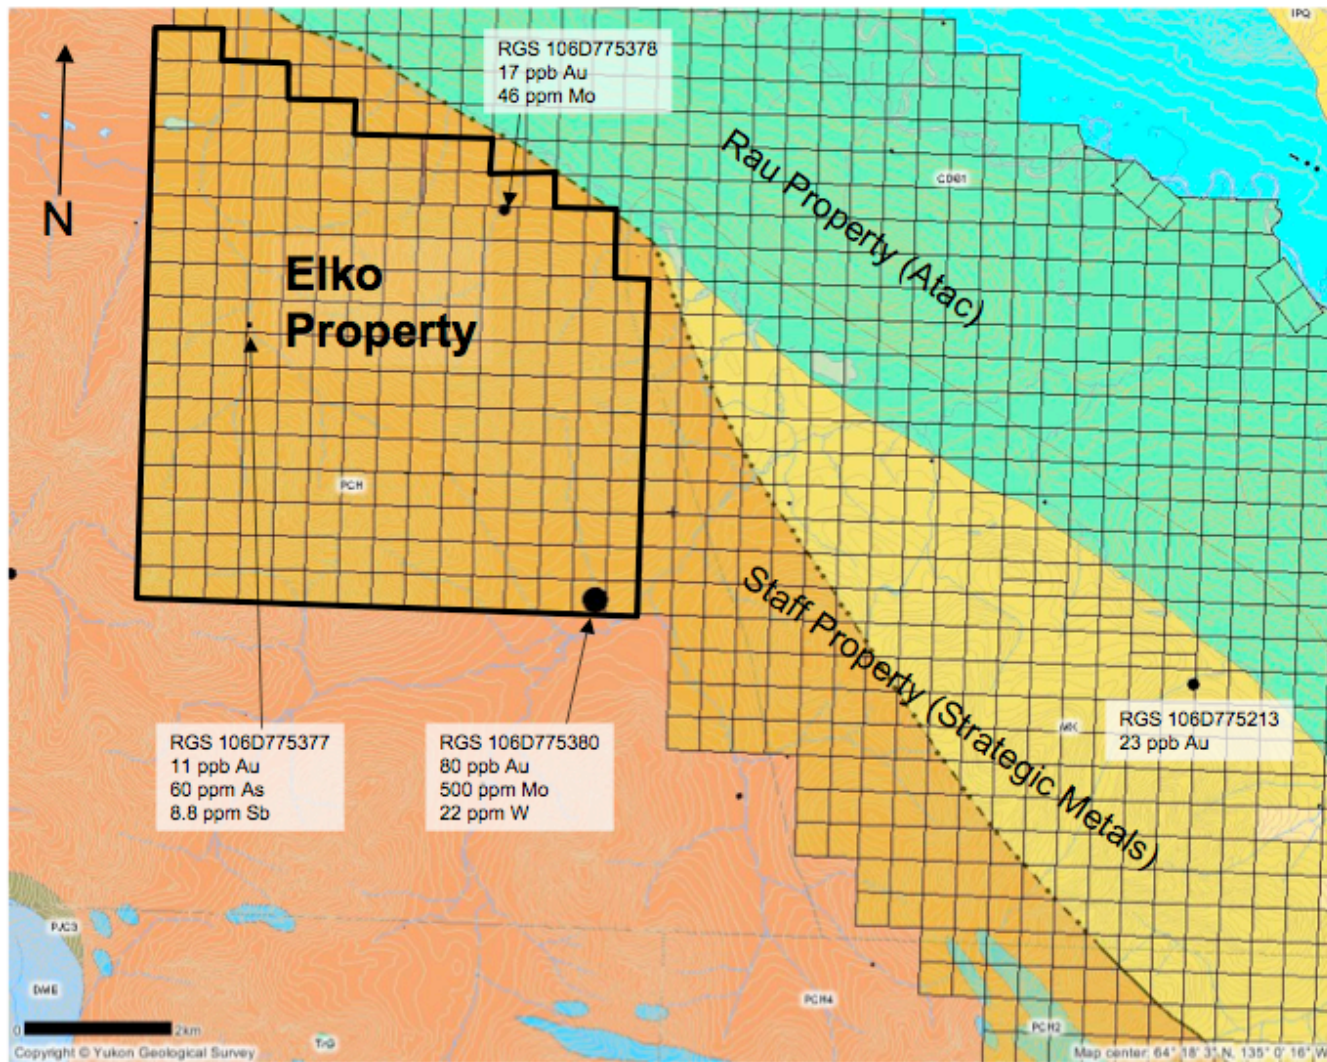 IPQ
RGS 106D775378
17 ppb Au
46 ppm Mo
N
Rau Property (Atac)
CDB1
Elko
Property
PCH
Staff Property (Strategic Metals)
RGS 106D775213
23 ppb Au
RGS 106D775377
11 ppb Au
60 ppm As
8.8 ppm Sb
RGS 106D775380
80 ppb Au
500 ppm Mo
22 ppm W
PJC3
DME
PCH4
PCH2
0 2km
TrG
Copyright © Yukon Geological Survey
Map center: 64° 18' 3" N, 135° 0' 16" W